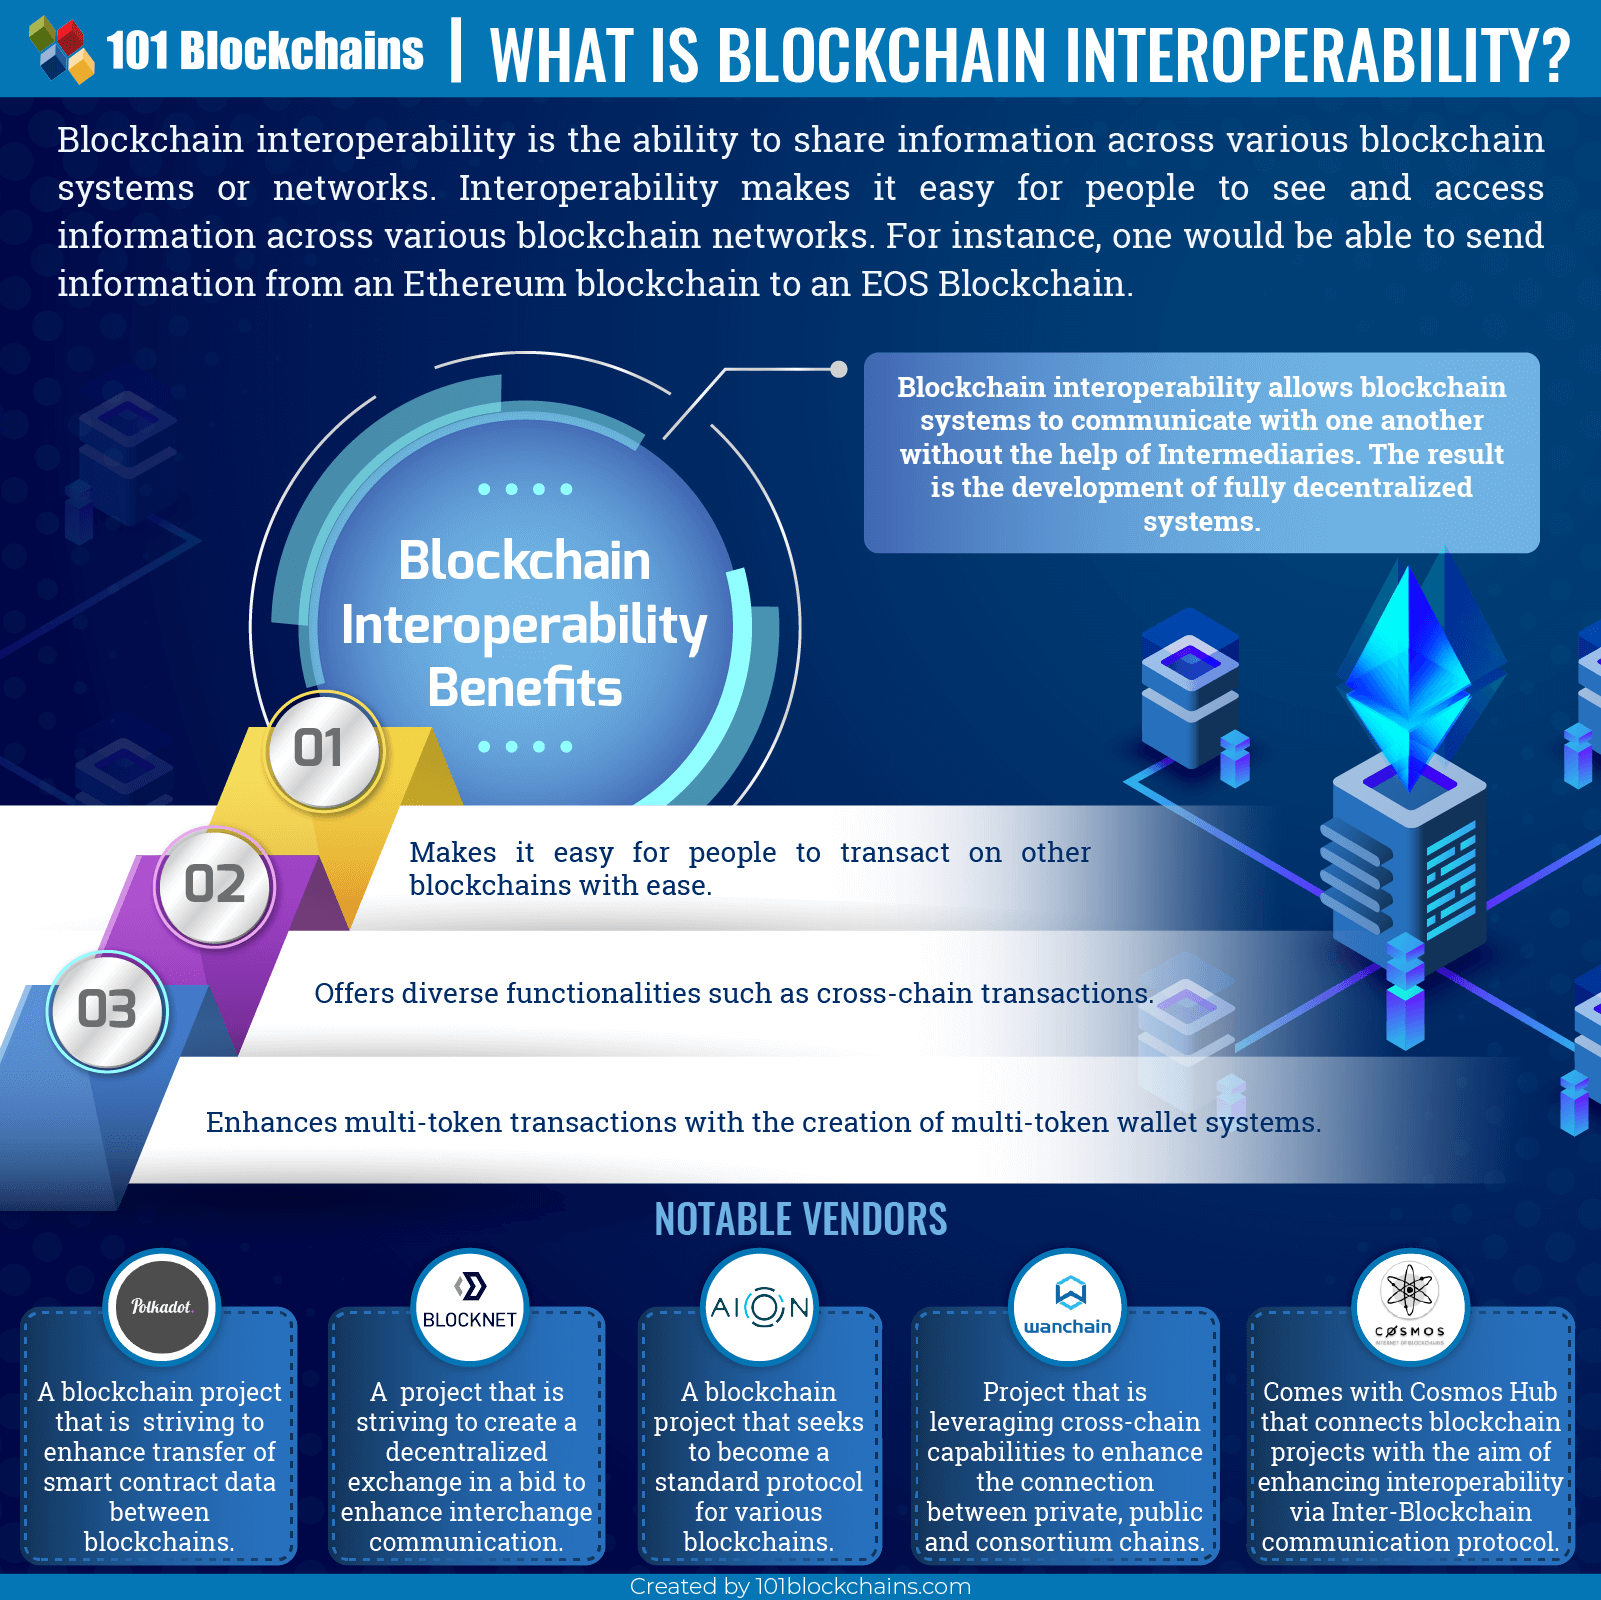 101 Blockchains
WHAT IS BLOCKCHAIN INTEROPERABILITY?
Blockchain interoperability is the ability to share information across various blockchain
systems or networks. Interoperability makes it easy for people to see and access
information across various blockchain networks. For instance, one would be able to send
information from an Ethereum blockchain to an EOS Blockchain.
Blockchain interoperability allows blockchain
systems to communicate with one another
without the help of Intermediaries. The result
is the development of fully decentralized
systems.
Blockchain
Interoperability
Benefits
01
Makes it easy for people to transact on other
blockchains with ease.
02
Offers diverse functionalities such as cross-chain transactions.
03
Enhances multi-token transactions with the creation of multi-token wallet systems.
NOTABLE VENDORS
Polkadot.
A blockchain project
that is striving to
enhance transfer of
smart contract data
between
blockchains.
BLOCKNET
A project that is
striving to create a
decentralized
exchange in a bid to
enhance interchange
communication.
AION
A blockchain
project that seeks
to become a
standard protocol
for various
blockchains.
wanchain
Project that is
leveraging cross-chain
capabilities to enhance
the connection
between private, public
and consortium chains.
COSMOS
INTERNET OF BLOCKCHAINS
Comes with Cosmos Hub
that connects blockchain
projects with the aim of
enhancing interoperability
via Inter-Blockchain
communication protocol.
Created by 101blockchains.com